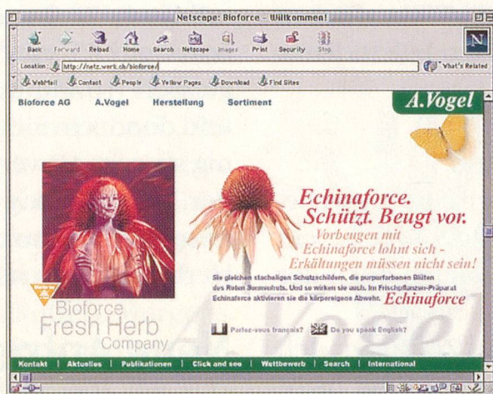 Netscape: Bioforce - Willkommen!
Back Forward Reload Home Search Netscape Images Print Security Stop
N
Location: http://netz.werk.ch/bioforce/ What's Related
WebMail Contact People Yellow Pages Download Find Sites
Bioforce AG A.Vogel Herstellung Sortiment
A.Vogel
Echinaforce.
Schützt. Beugt vor.
Vorbeugen mit
Echinaforce lohnt sich -
Erkältungen müssen nicht sein!
Sie gleichen stacheligen Schutzschildern, die purpurfarbenen Blüten
des Roten Sonnenhuts. Und so wirken sie auch. Im Frischpflanzen-Präparat
Echinaforce aktivieren sie die körpereigene Abwehr. Echinaforce
Bioforce
Bioforce
Fresh Herb
Company
Parlez-vous français? Do you speak English?
A.Vogel
Kontakt | Aktuelles | Publikationen | Click and see | Wettbewerb | Search | International